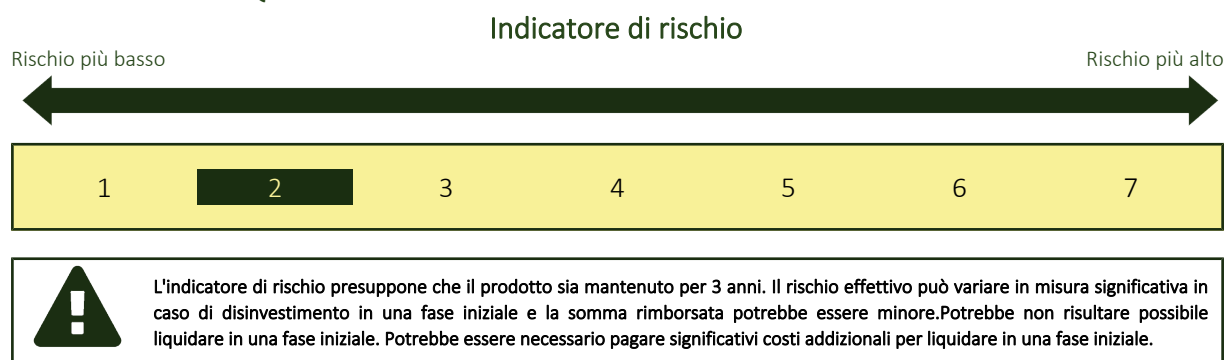 Indicatore di rischio
Rischio più basso
Rischio più alto
1 2 3 4 5 6 7
L'indicatore di rischio presuppone che il prodotto sia mantenuto per 3 anni. Il rischio effettivo può variare in misura significativa in
caso di disinvestimento in una fase iniziale e la somma rimborsata potrebbe essere minore.Potrebbe non risultare possibile
liquidare in una fase iniziale. Potrebbe essere necessario pagare significativi costi addizionali per liquidare in una fase iniziale.